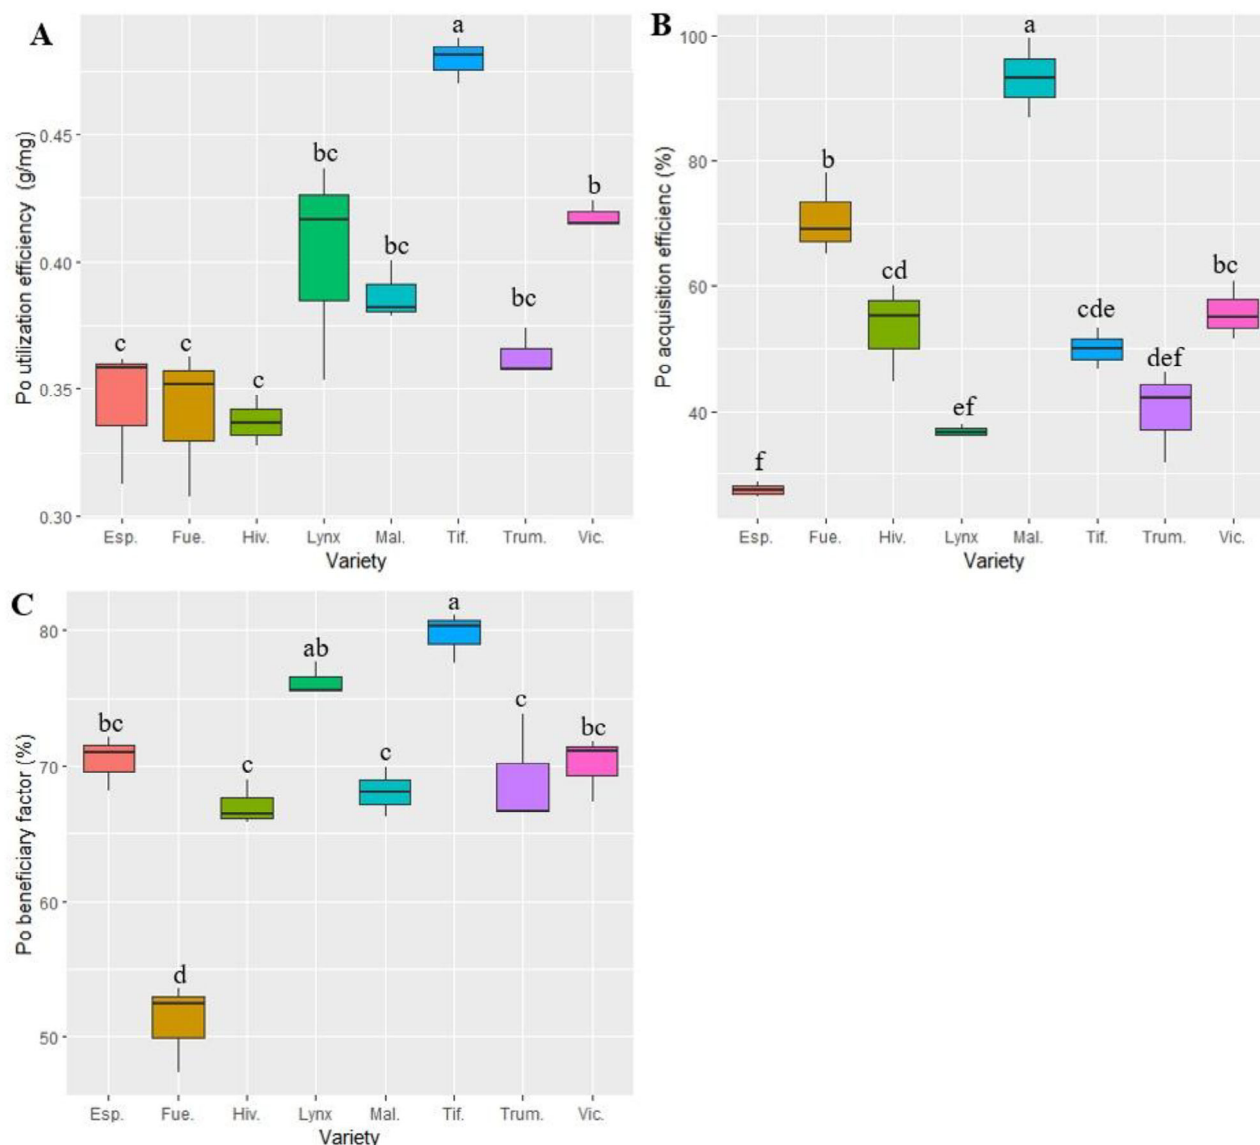 A
Po utilization efficiency (g/mg)
0.45
0.40
0.35
0.30
a
bc
b
bc
bc
c
c
c
Esp. Fue. Hiv. Lynx Mal. Tif. Trum. Vic.
Variety
B
Po acquisition efficienc (%)
100
80
60
40
a
b
cd
bc
cde
def
ef
f
Esp. Fue. Hiv. Lynx Mal. Tif. Trum. Vic.
Variety
C
Po beneficiary factor (%)
80
70
60
50
a
ab
c
bc
bc
c
c
d
Esp. Fue. Hiv. Lynx Mal. Tif. Trum. Vic.
Variety